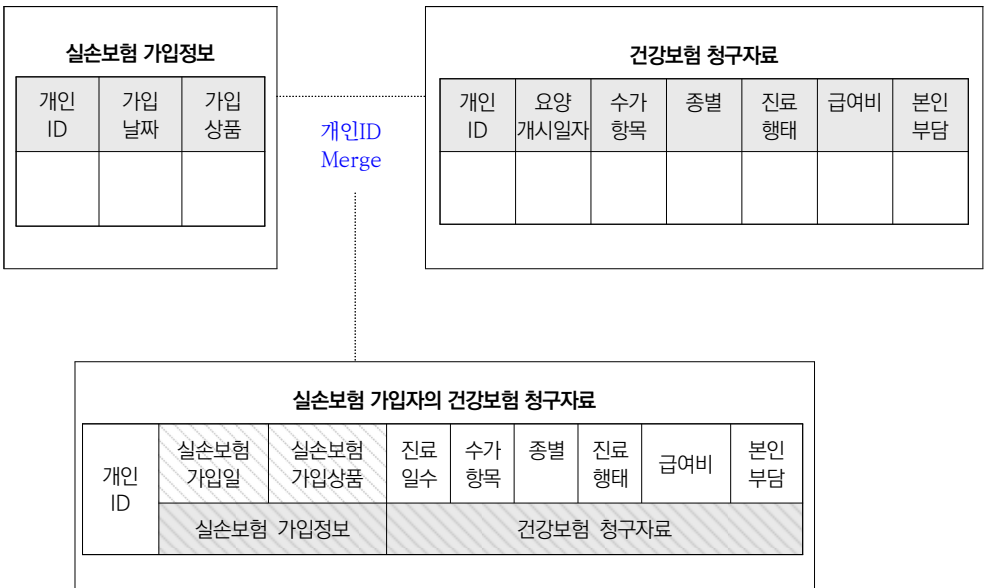 실손보험 가입정보
개인 ID
가입 날짜
가입 상품
개인ID
Merge
건강보험 청구자료
개인 ID
요양 개시일자
수가 항목
종별
진료 행태
급여비
본인 부담
실손보험 가입자의 건강보험 청구자료
개인 ID
실손보험 가입일
실손보험 가입상품
진료 일수
수가 항목
종별
진료 행태
급여비
본인 부담
실손보험 가입정보
건강보험 청구자료